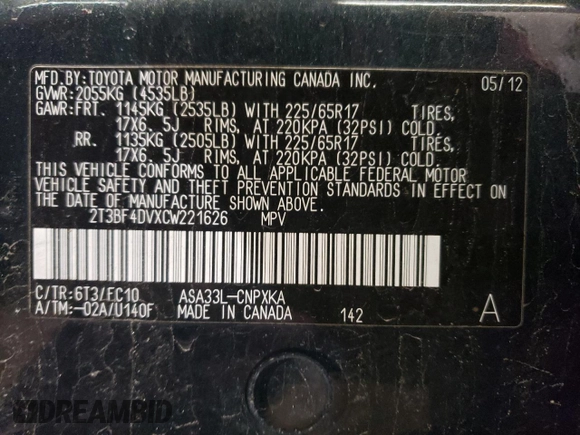 MFD.BY:TOYOTA MOTOR MANUFACTURING CANADA INC. 05/12
GVWR:2055KG (4535LB)
GAWR:FRT. 1145KG (2535LB) WITH 225/65R17 TIRES,
17X6. 5J RIMS, AT 220KPA (32PSI) COLD.
RR. 1135KG (2505LB) WITH 225/65R17 TIRES,
17X6. 5J RIMS, AT 220KPA (32PSI) COLD.
THIS VEHICLE CONFORMS TO ALL APPLICABLE FEDERAL MOTOR
VEHICLE SAFETY AND THEFT PREVENTION STANDARDS IN EFFECT ON
THE DATE OF MANUFACTURE SHOWN ABOVE.
2T3BF4DVXCW221626 MPV
C/TR:6T3/FC10 ASA33L-CNPXKA
A/TM:-02A/U140F MADE IN CANADA 142 A
DREAMBID